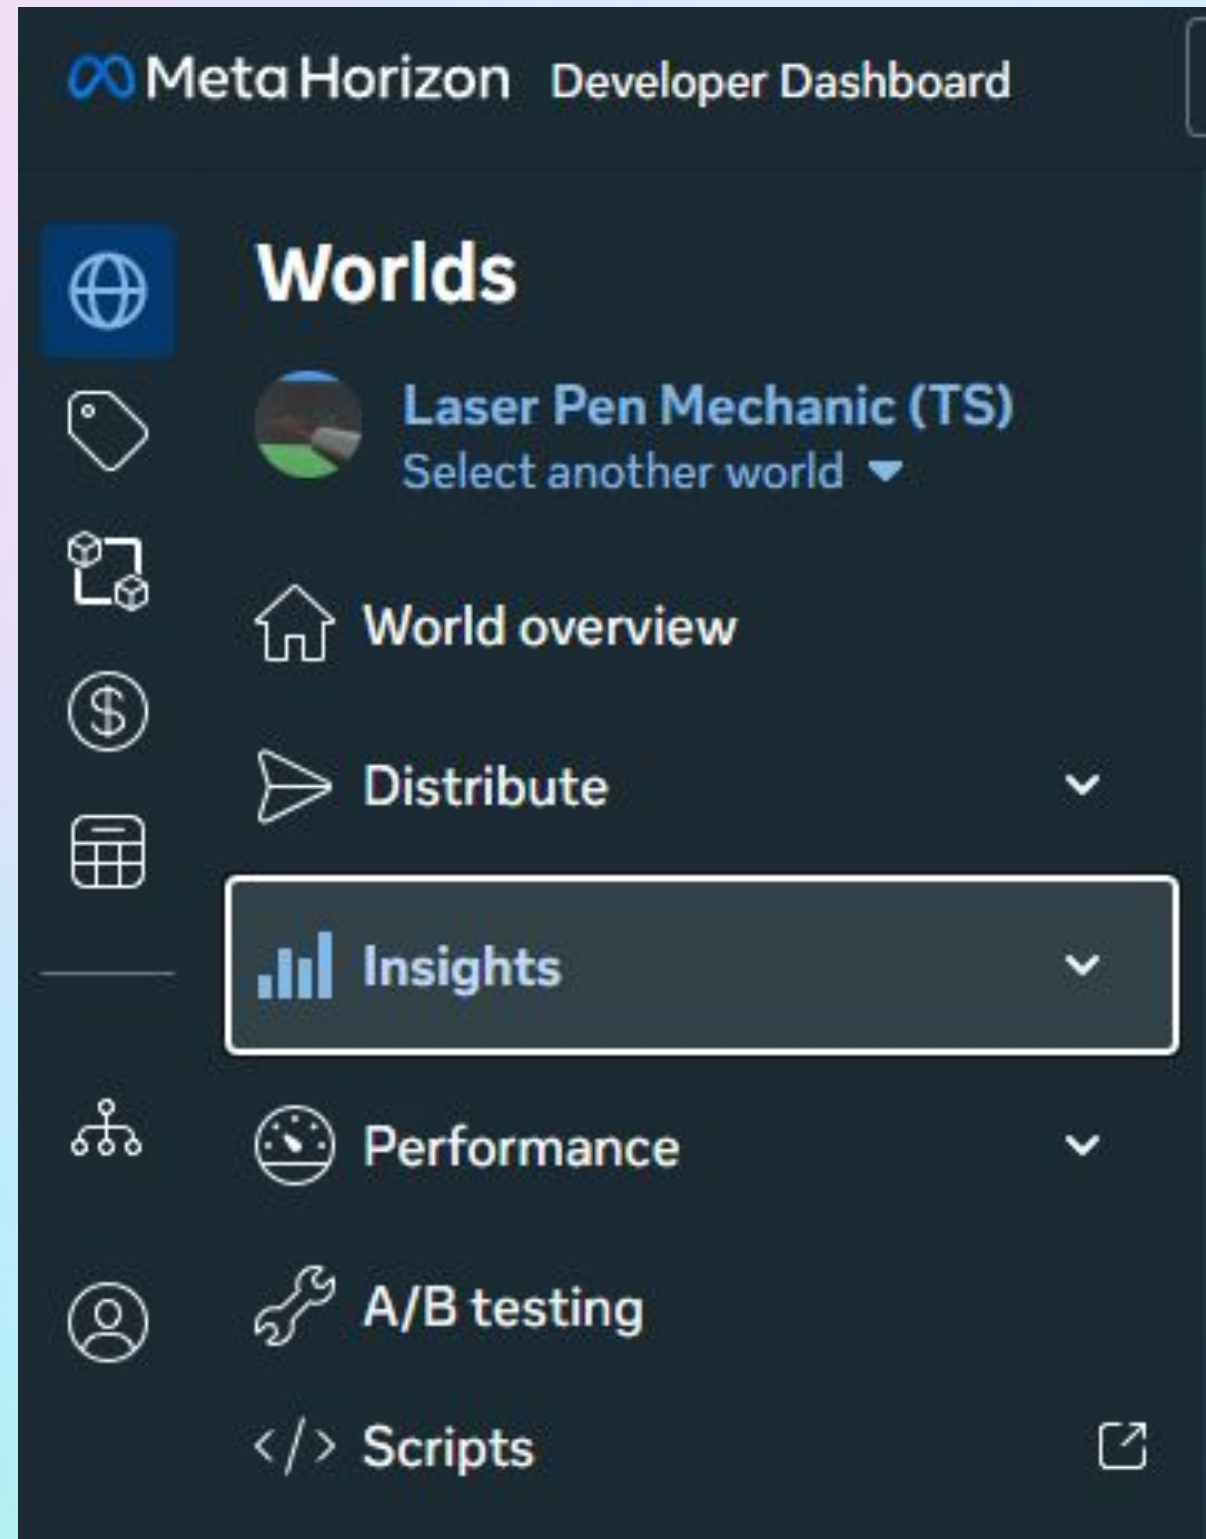 Meta Horizon Developer Dashboard
Worlds
Laser Pen Mechanic (TS)
Select another world
World overview
Distribute
Insights
Performance
A/B testing
Scripts